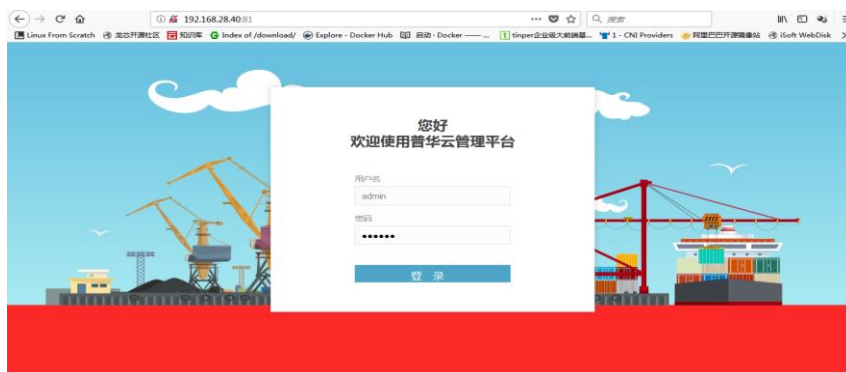 192.168.28.40:81
搜索
Linux From Scratch 龙芯开源社区 知识库 Index of /download/ Explore - Docker Hub 启动 - Docker —— ... tinper企业级大前端基... 1 - CNI Providers 阿里巴巴开源镜像站 iSoft WebDisk
您好
欢迎使用普华云管理平台
用户名
admin
密码
••••••
登 录